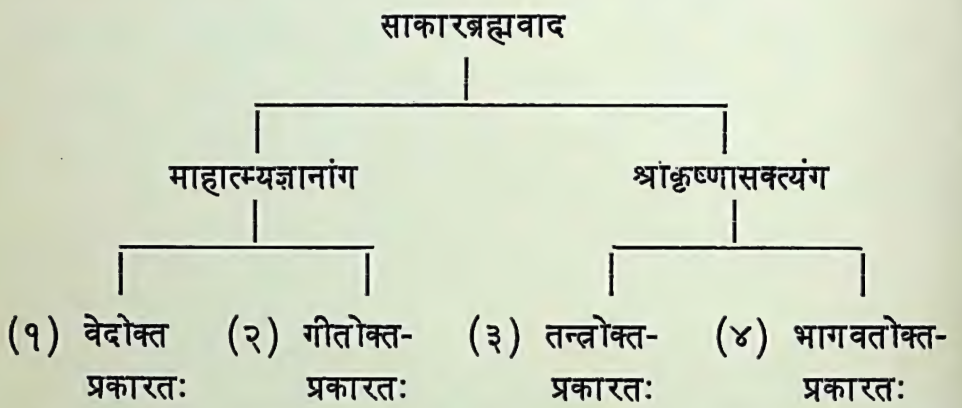 साकारब्रह्मवाद
माहात्म्यज्ञानांग श्रीकृष्णासक्त्यंग
(१) वेदोक्त (२) गीतोक्त- (३) तन्त्रोक्त- (४) भागवतोक्त-
प्रकारतः प्रकारतः प्रकारतः प्रकारतः